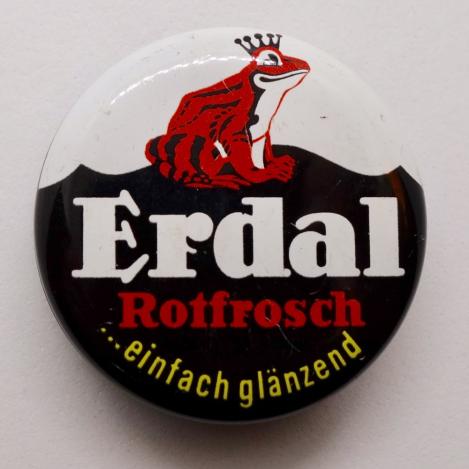 Erdal
Rotfrosch
...einfach glänzend